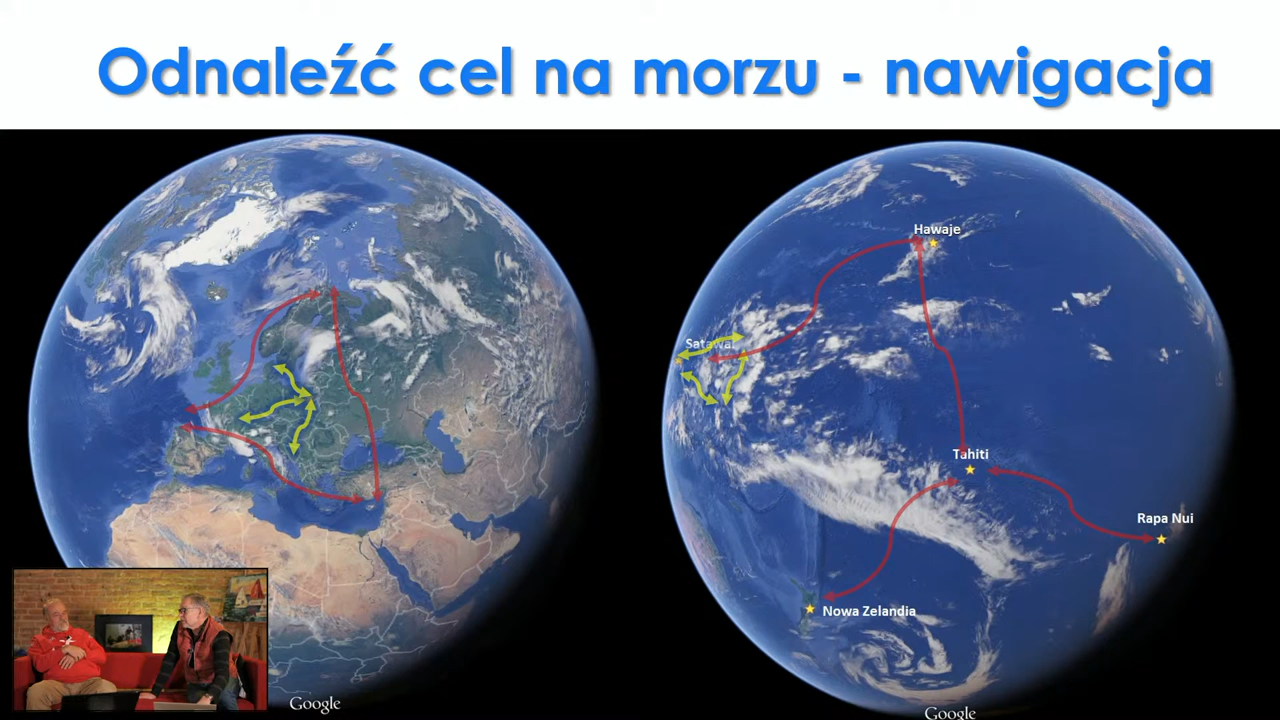 Odnaleźć cel na morzu - nawigacja
Hawaje
Satawal
Tahiti
Rapa Nui
Nowa Zelandia
Google
Google